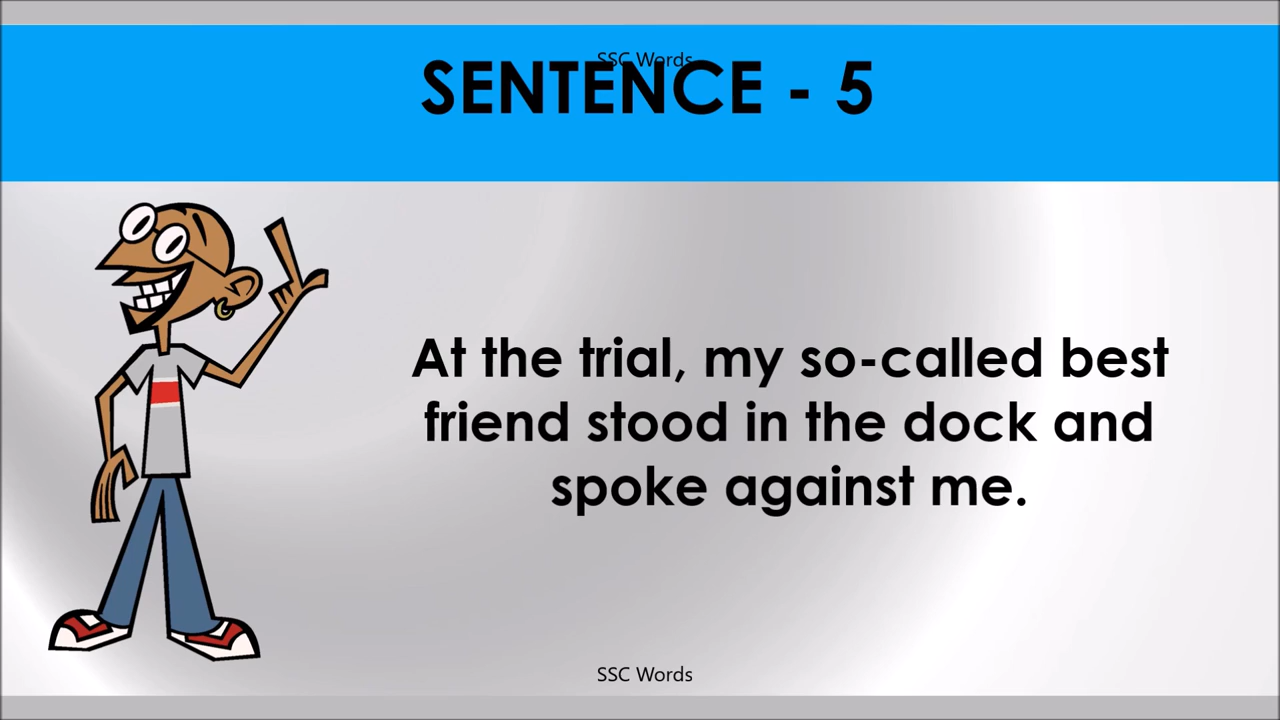 SSC Words
SENTENCE - 5
At the trial, my so-called best
friend stood in the dock and
spoke against me.
SSC Words